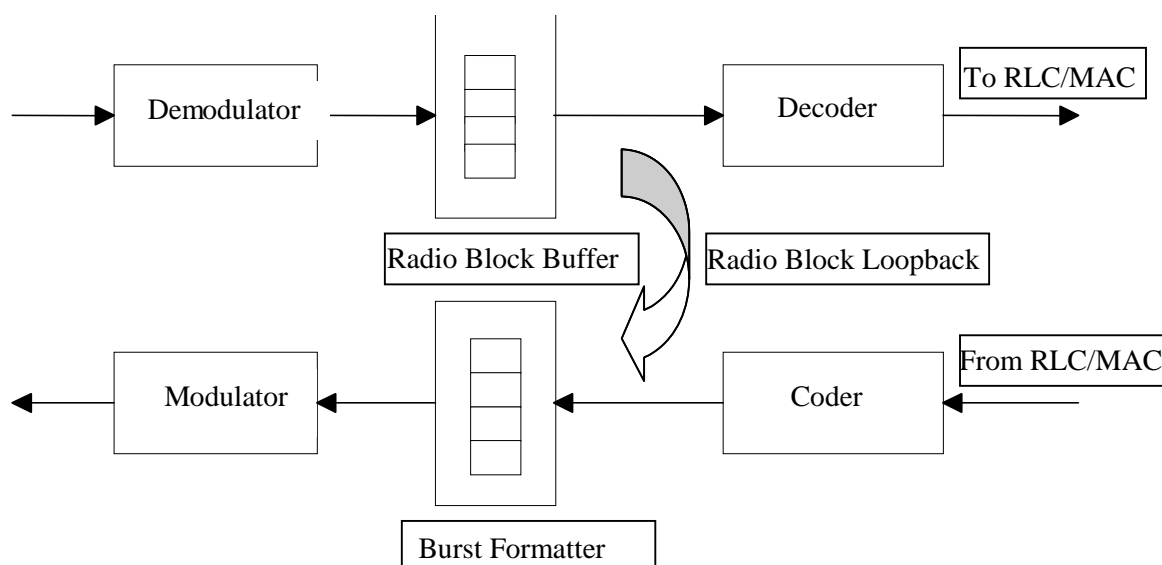 To RLC/MAC
Demodulator
Decoder
Radio Block Buffer
Radio Block Loopback
From RLC/MAC
Modulator
Coder
Burst Formatter